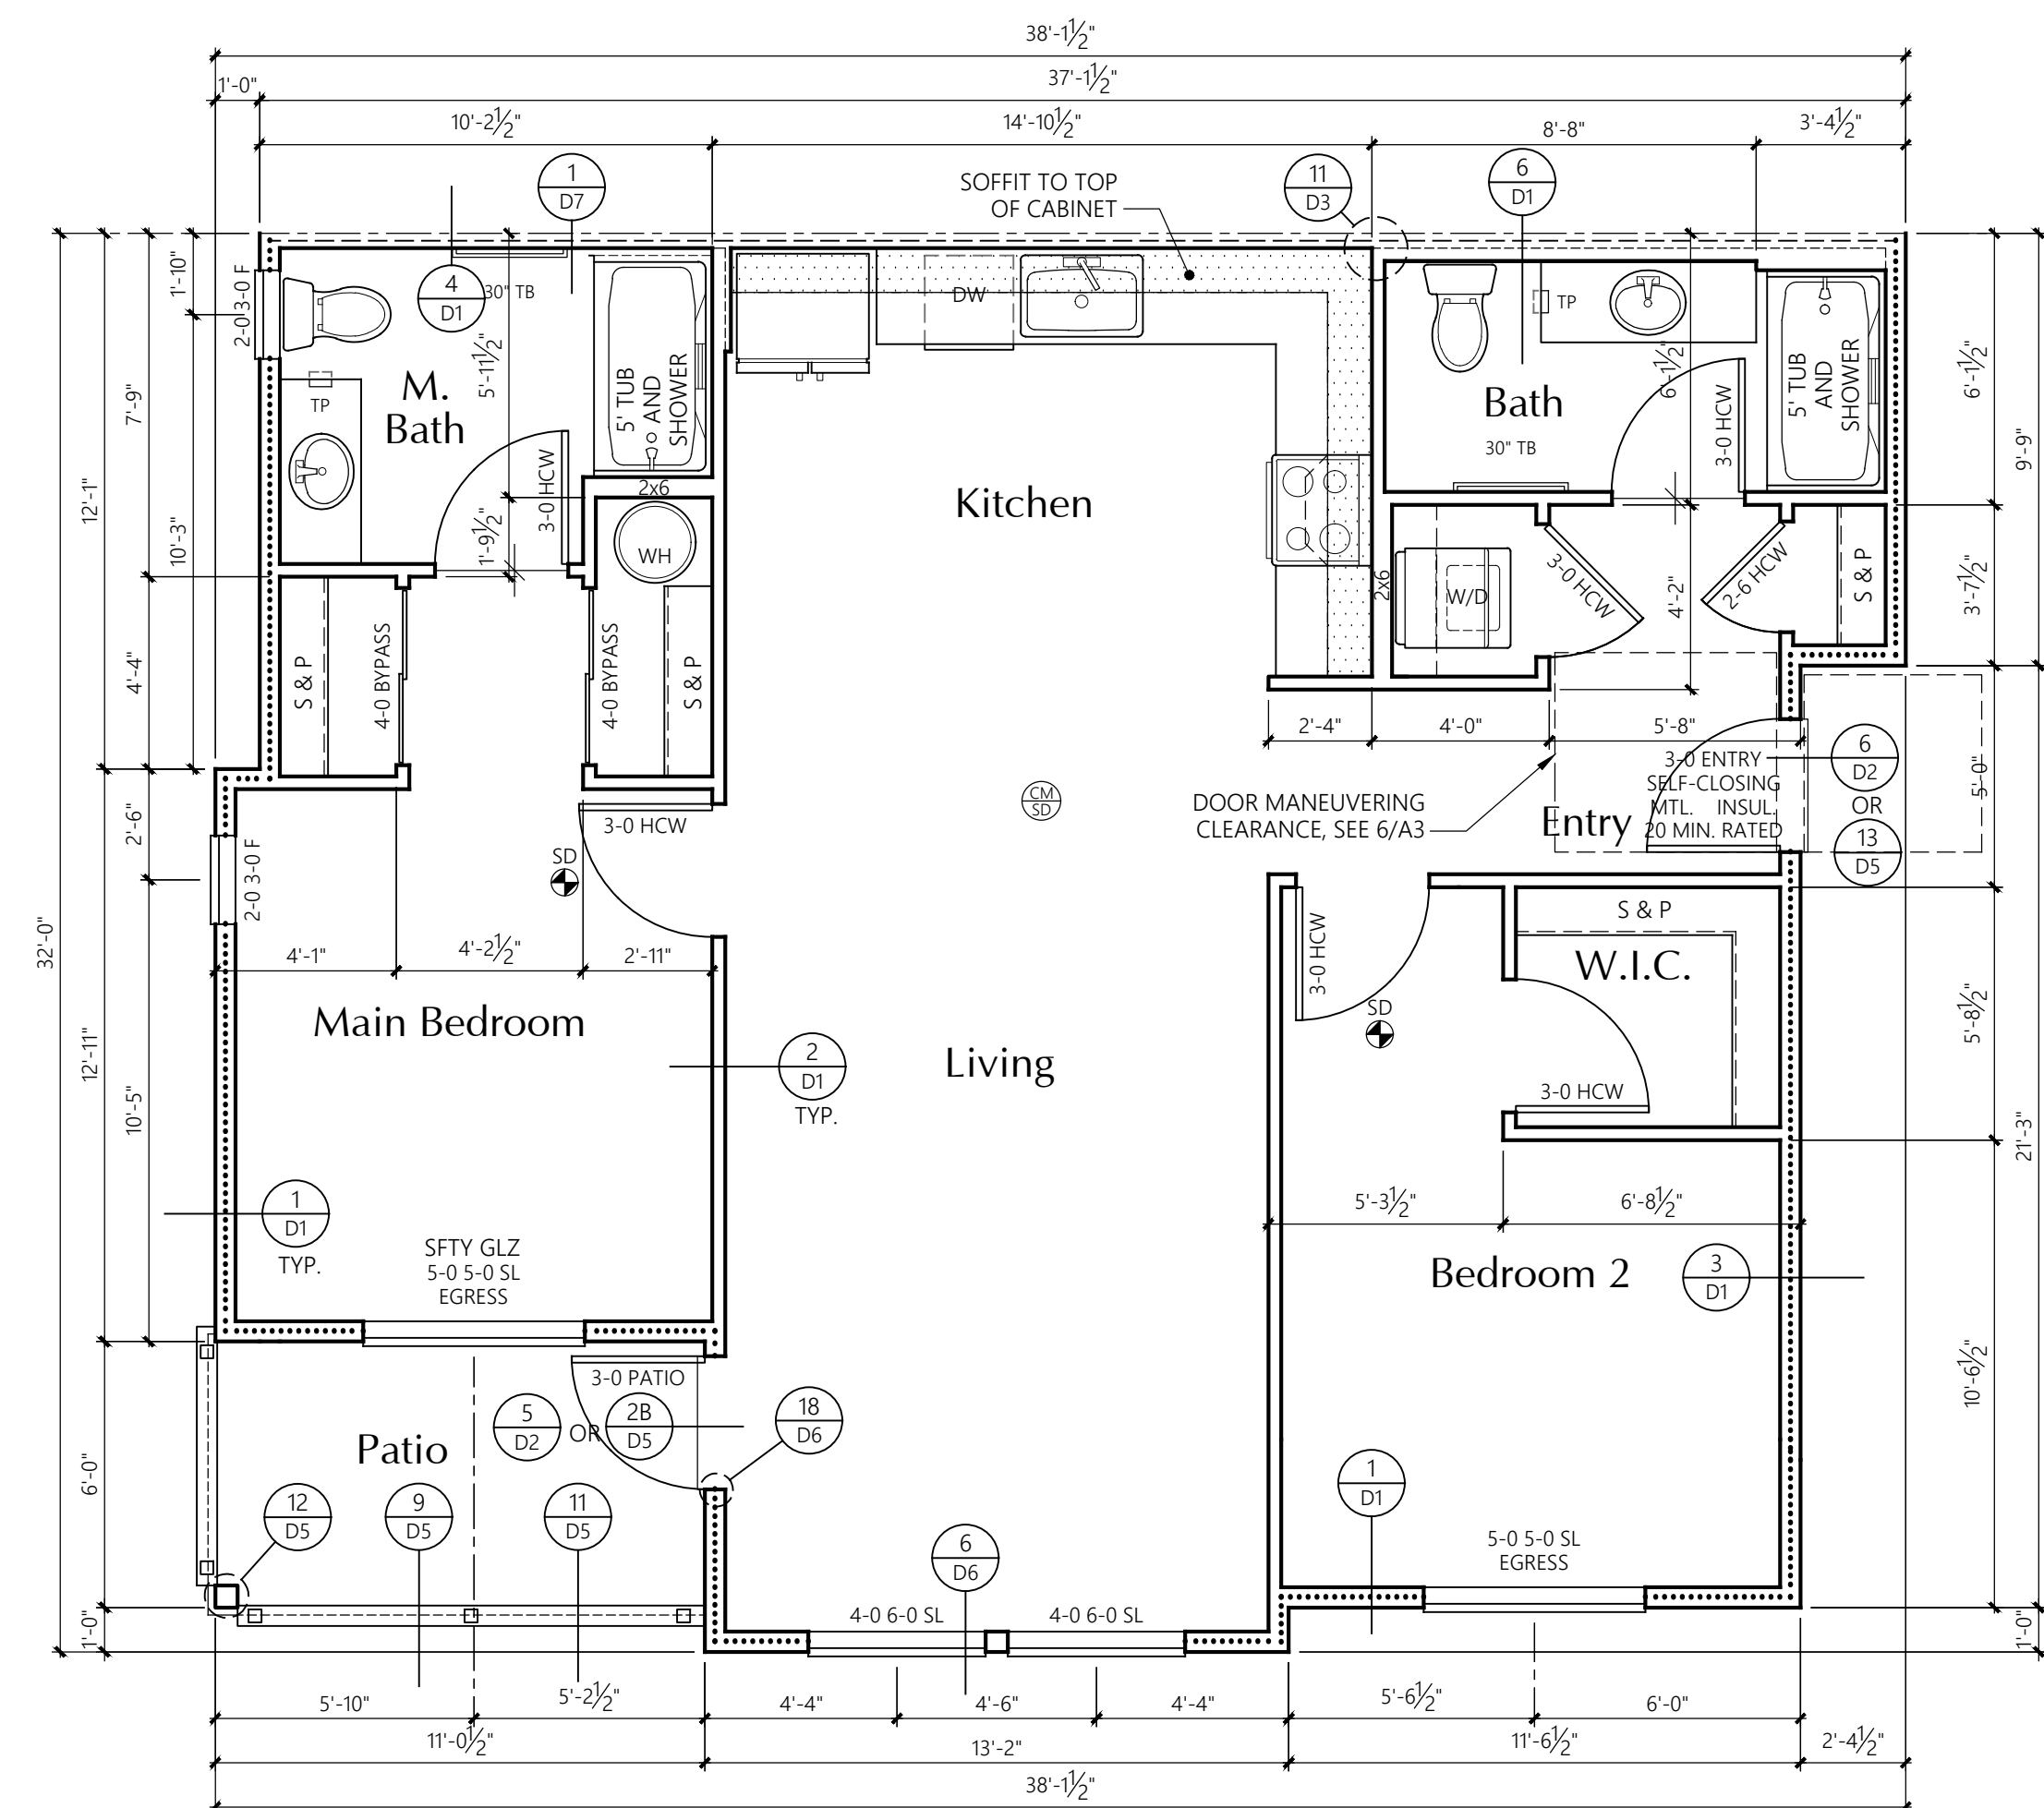 38'-1½"
1'-0"
37'-1½"
10'-2½"
14'-10½"
8'-8"
3'-4½"
1
D7
SOFFIT TO TOP
OF CABINET
11
D3
6
D1
1'-10"
2-0 3-0 F
4
D1
30" TB
DW
TP
5'-11½"
6'-1½"
6'-1½"
7'-9"
TP
M.
Bath
5' TUB
AND
SHOWER
Bath
30" TB
3-0 HCW
5' TUB
AND
SHOWER
9'-9"
12'-1"
10'-3"
1'-9½"
3-0 HCW
2x6
WH
Kitchen
2x6
W/D
3-0 HCW
4'-2"
2-6 HCW
S & P
3'-7½"
4'-4"
S & P
4-0 BYPASS
4-0 BYPASS
S & P
2'-4"
4'-0"
5'-8"
3-0 ENTRY
SELF-CLOSING
MTL. INSUL.
20 MIN. RATED
6
D2
OR
13
D5
5'-0"
CM
SD
DOOR MANEUVERING
CLEARANCE, SEE 6/A3
Entry
2'-6"
2-0 3-0 F
3-0 HCW
SD
32'-0"
4'-1"
4'-2½"
2'-11"
3-0 HCW
S & P
W.I.C.
SD
5'-8½"
Main Bedroom
12'-11"
10'-5"
2
D1
TYP.
Living
3-0 HCW
21'-3"
1
D1
TYP.
SFTY GLZ
5-0 5-0 SL
EGRESS
5'-3½"
6'-8½"
Bedroom 2
3
D1
10'-6½"
3-0 PATIO
5
D2
OR
2B
D5
18
D6
Patio
6'-0"
12
D5
9
D5
11
D5
1
D1
6
D6
5-0 5-0 SL
EGRESS
4-0 6-0 SL
4-0 6-0 SL
1'-0"
1'-0"
5'-10"
5'-2½"
4'-4"
4'-6"
4'-4"
5'-6½"
6'-0"
11'-0½"
13'-2"
11'-6½"
2'-4½"
38'-1½"